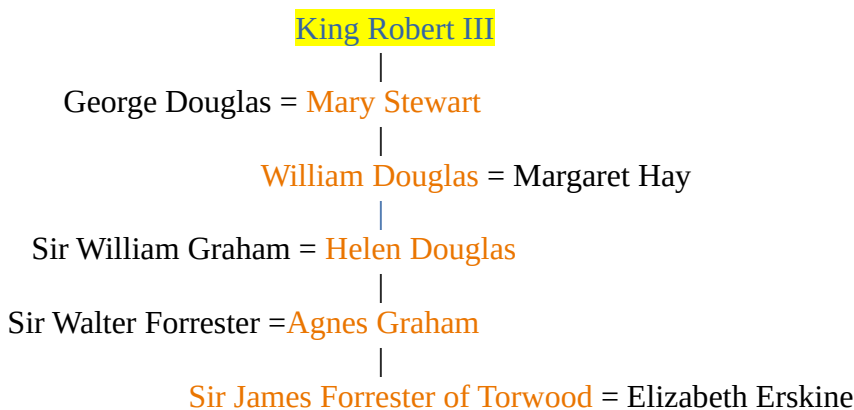 King Robert III
|
George Douglas = Mary Stewart
|
William Douglas = Margaret Hay
|
Sir William Graham = Helen Douglas
|
Sir Walter Forrester =Agnes Graham
|
Sir James Forrester of Torwood = Elizabeth Erskine